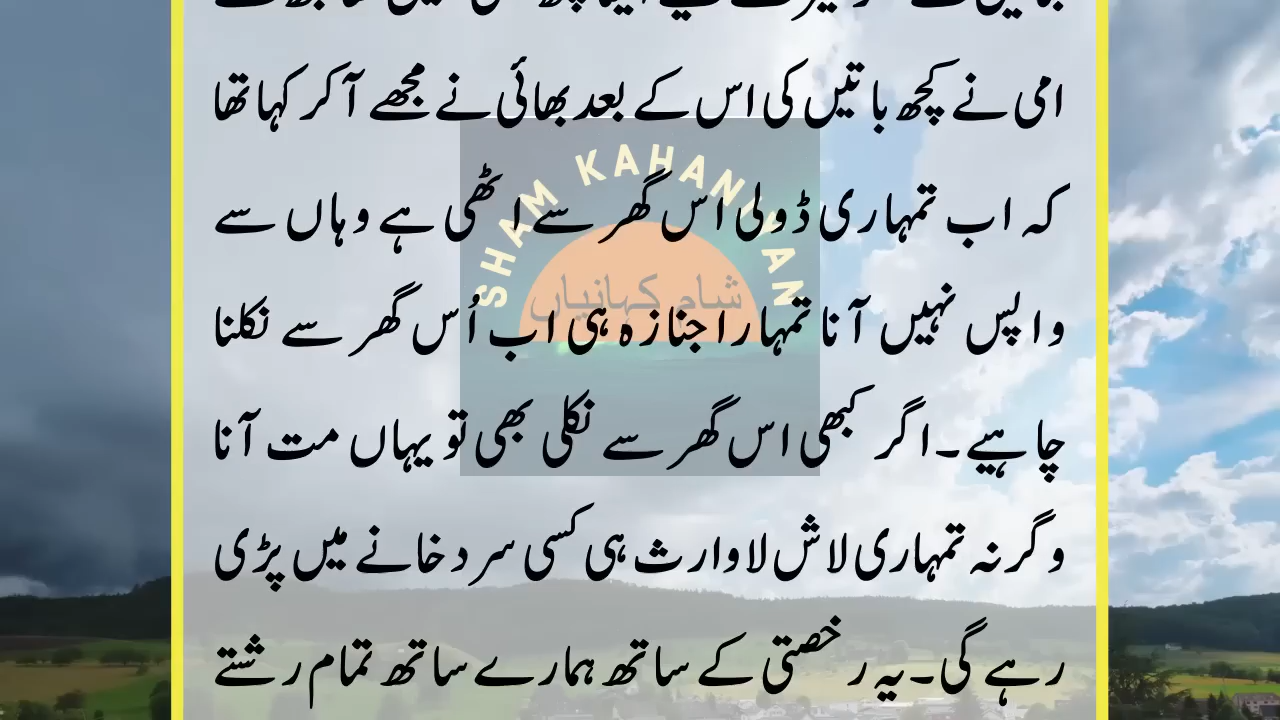 امی نے کچھ باتیں کی اس کے بعد بھائی نے مجھے آ کر کہا تھا
کہ اب تمہاری ڈولی اس گھر سے اٹھی ہے وہاں سے
واپس نہیں آنا تمہارا جنازہ ہی اب اُس گھر سے نکلنا
چاہیے۔ اگر کبھی اس گھر سے نکلی بھی تو یہاں مت آنا
وگرنہ تمہاری لاش لاوارث ہی کسی سرد خانے میں پڑی
رہے گی۔ یہ رخصتی کے ساتھ ہمارے ساتھ تمام رشتے
SHAM KAHANIYAN
شام کہانیاں